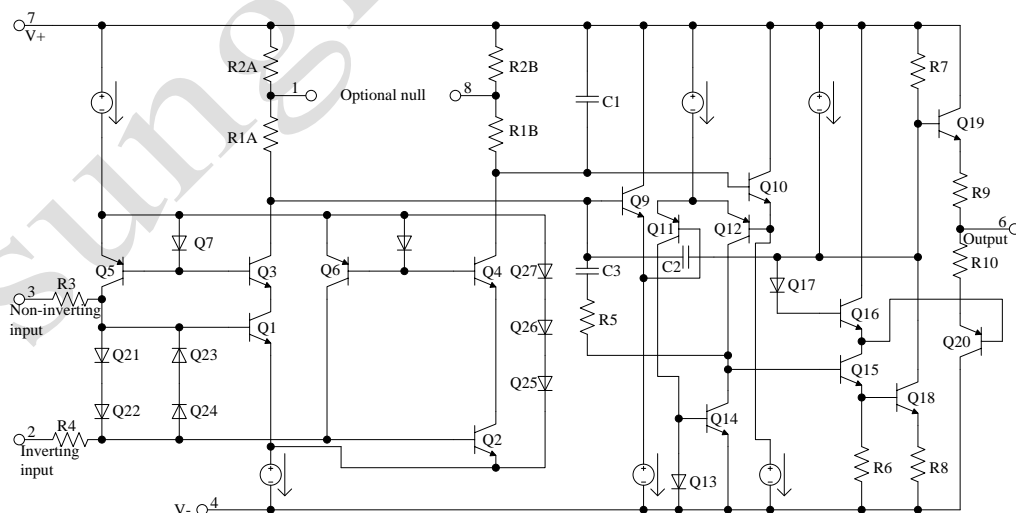 7
V+
R2A
1
Optional null
8
R2B
R1A
R1B
C1
R7
Q19
Q10
Q9
Q11
Q12
R9
6
Output
Q7
Q5
Q3
Q6
Q4
Q27
C3
C2
R10
R3
3
Non-inverting
input
Q1
Q17
Q16
R5
Q26
Q20
Q21
Q23
Q15
Q25
Q22
Q24
Q14
Q18
R4
2
Inverting
input
Q2
Q13
R6
R8
V-
4
sung